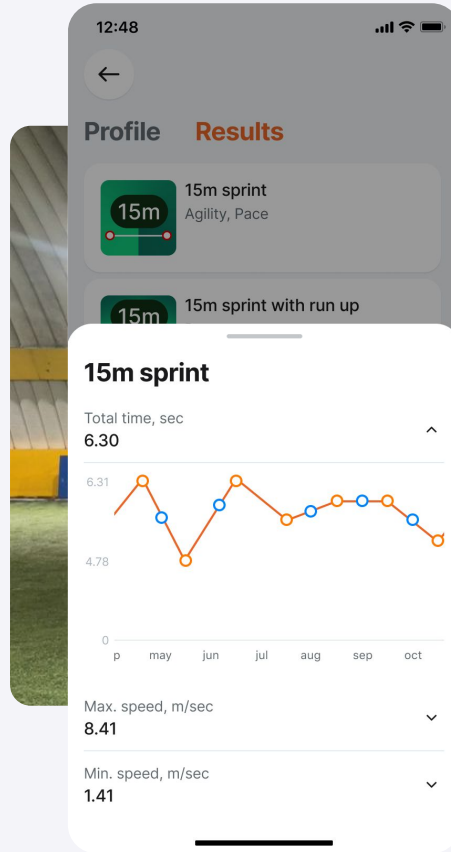 12:48
Profile Results
15m
15m sprint
Agility, Pace
15m
15m sprint with run up
15m sprint
Total time, sec
6.30
6.31
4.78
0
p may jun jul aug sep oct
Max. speed, m/sec
8.41
Min. speed, m/sec
1.41